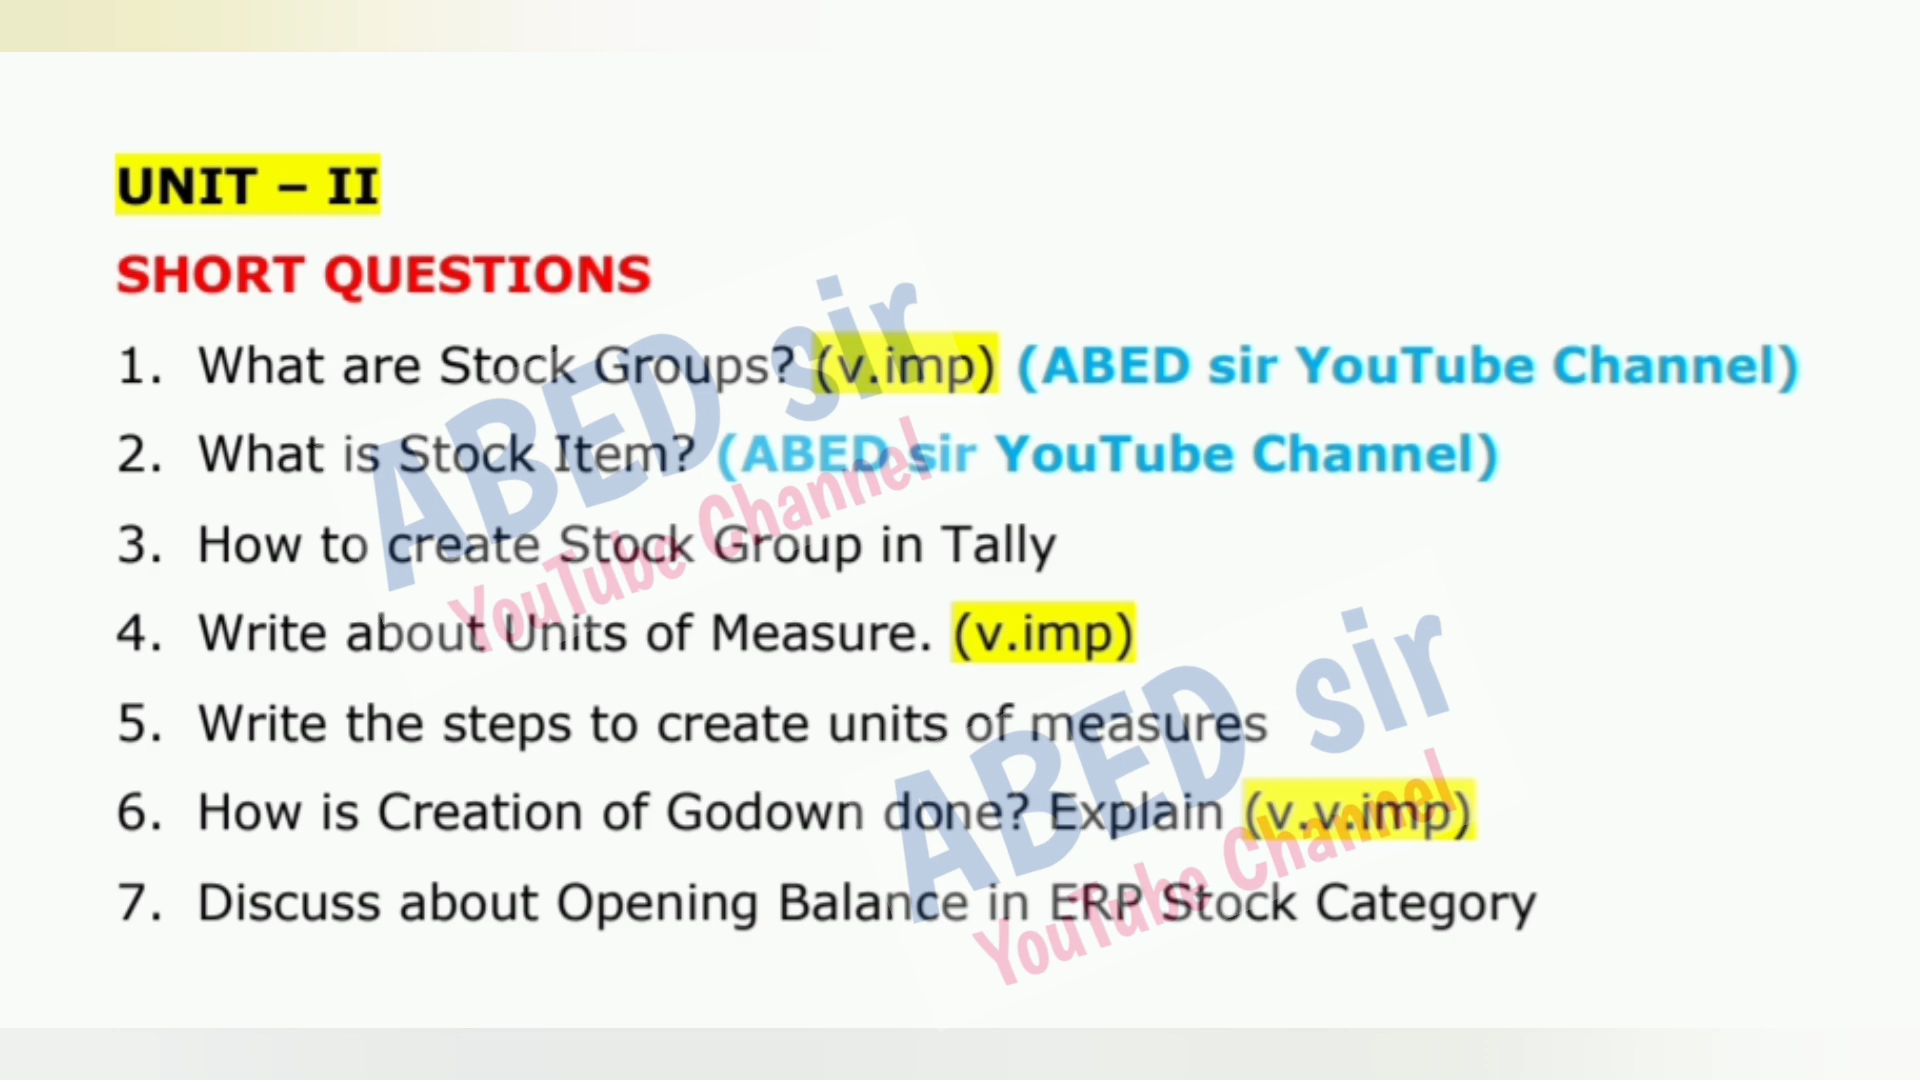 UNIT – II
SHORT QUESTIONS
1. What are Stock Groups? (v.imp) (ABED sir YouTube Channel)
2. What is Stock Item? (ABED sir YouTube Channel)
3. How to create Stock Group in Tally
4. Write about Units of Measure. (v.imp)
5. Write the steps to create units of measures
6. How is Creation of Godown done? Explain (v.v.imp)
7. Discuss about Opening Balance in ERP Stock Category
ABED sir
YouTube Channel
ABED sir
YouTube Channel